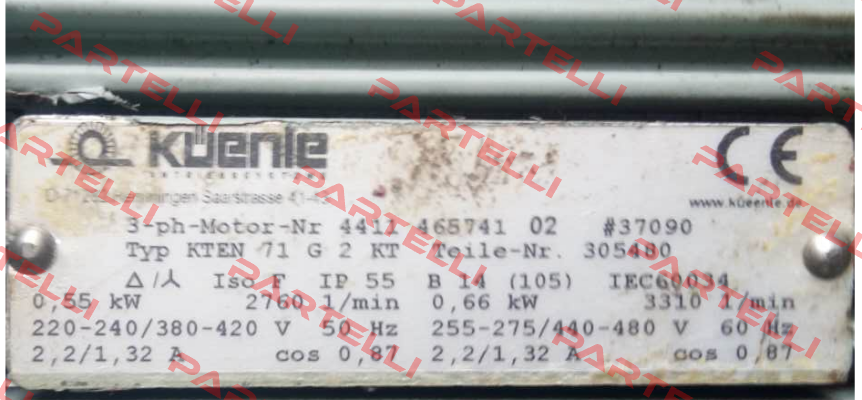 KÜenle
ANTRIEBSSYSTEME
Saarstrasse
CE
www.kueenle.de
3-ph-Motor-Nr 4411 465741 02 #37090
Typ KTEN 71 G 2 KT Teile-Nr. 305480
Δ/⅄ Iso F IP 55 B 14 (105) IEC60034
0,55 kW 2760 1/min 0,66 kW 3310 1/min
220-240/380-420 V 50 Hz 255-275/440-480 V 60 Hz
2,2/1,32 A cos 0,87 2,2/1,32 A cos 0,87
PARTELLI
PARTELLI
PARTELLI
PARTELLI
PARTELLI
PARTELLI
PARTELLI
PARTELLI